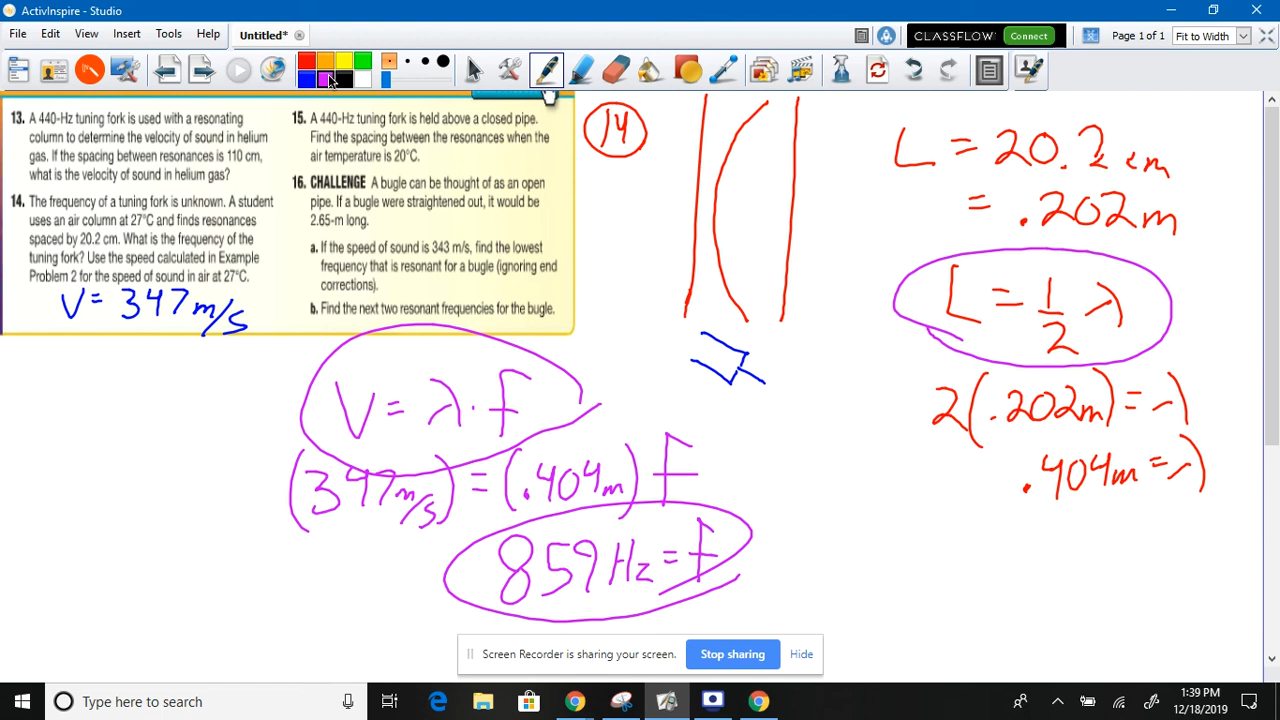 ActivInspire - Studio
File Edit View Insert Tools Help Untitled*
CLASSFLOW Connect Page 1 of 1 Fit to Width
13. A 440-Hz tuning fork is used with a resonating
column to determine the velocity of sound in helium
gas. If the spacing between resonances is 110 cm,
what is the velocity of sound in helium gas?
14. The frequency of a tuning fork is unknown. A student
uses an air column at 27°C and finds resonances
spaced by 20.2 cm. What is the frequency of the
tuning fork? Use the speed calculated in Example
Problem 2 for the speed of sound in air at 27°C.
V = 347 m/s
15. A 440-Hz tuning fork is held above a closed pipe.
Find the spacing between the resonances when the
air temperature is 20°C.
16. CHALLENGE A bugle can be thought of as an open
pipe. If a bugle were straightened out, it would be
2.65-m long.
a. If the speed of sound is 343 m/s, find the lowest
frequency that is resonant for a bugle (ignoring end
corrections).
b. Find the next two resonant frequencies for the bugle.
14
L = 20.2 cm
= .202m
L = 1/2 λ
2(.202m) = λ
.404m = λ
V = λ · f
(347 m/s) = (.404m) f
859 Hz = f
Screen Recorder is sharing your screen. Stop sharing Hide
Type here to search
1:39 PM
12/18/2019